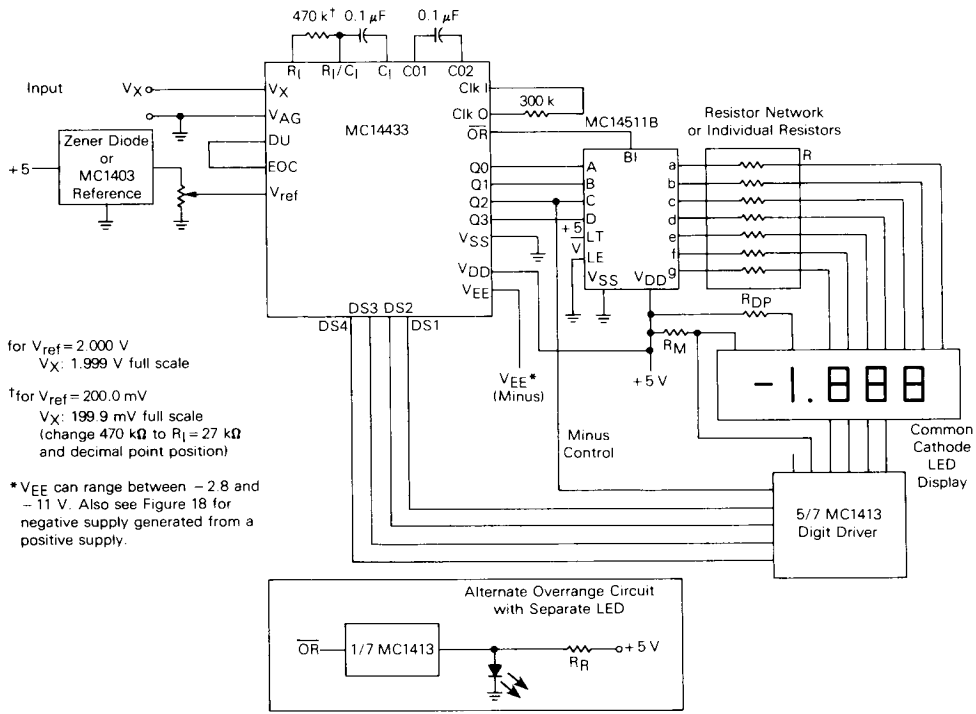 470 k† 0.1 μF 0.1 μF
RI RI/CI CI C01 C02
Input
VX
VX
VAG
DU
EOC
Vref
MC14433
Clk I
Clk O
300 k
OR
Q0
Q1
Q2
Q3
VSS
VDD
VEE
DS4 DS3 DS2 DS1
Zener Diode
or
MC1403
Reference
+5
MC14511B
BI
A
B
C
D
+5
V
LT
LE
VSS
VDD
a
b
c
d
e
f
g
Resistor Network
or Individual Resistors
R
RDP
RM
+5 V
VEE*
(Minus)
Minus
Control
-1.888
Common
Cathode
LED
Display
5/7 MC1413
Digit Driver
for Vref = 2.000 V
VX: 1.999 V full scale
†for Vref = 200.0 mV
VX: 199.9 mV full scale
(change 470 kΩ to RI = 27 kΩ
and decimal point position)
*VEE can range between −2.8 and
−11 V. Also see Figure 18 for
negative supply generated from a
positive supply.
Alternate Overrange Circuit
with Separate LED
OR
1/7 MC1413
RR
+5 V